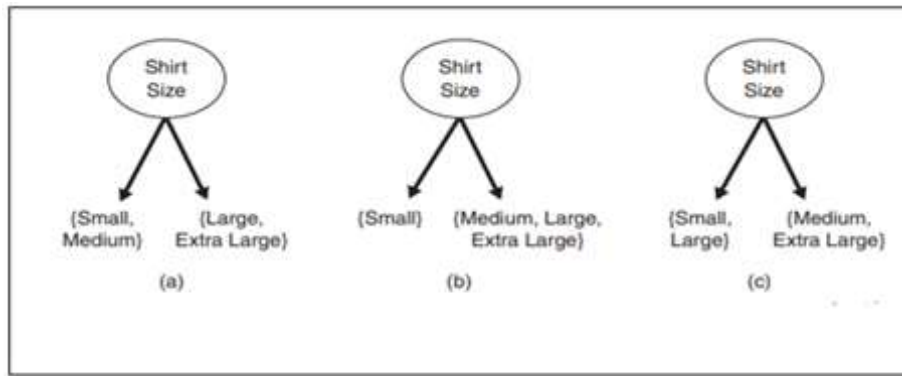 Shirt
Size
{Small,
Medium}
{Large,
Extra Large}
(a)
Shirt
Size
{Small}
{Medium, Large,
Extra Large}
(b)
Shirt
Size
{Small,
Large}
{Medium,
Extra Large}
(c)